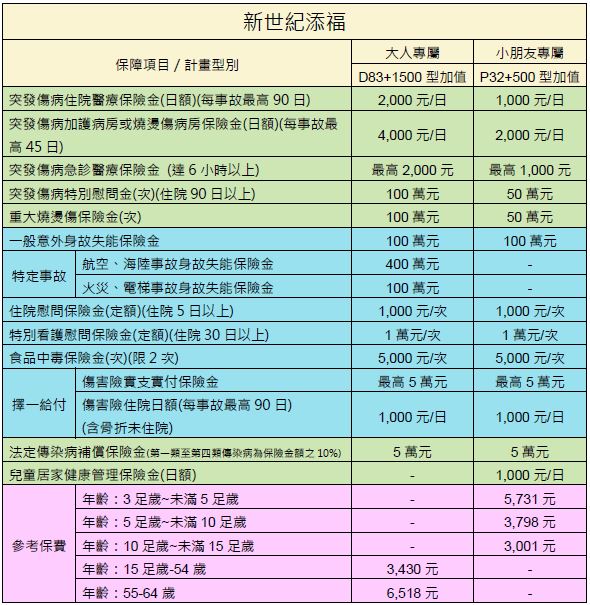 新世紀添福
保障項目 / 計畫型別
大人專屬
小朋友專屬
D83+1500 型加值
P32+500 型加值
突發傷病住院醫療保險金(日額)(每事故最高 90 日)
2,000 元/日
1,000 元/日
突發傷病加護病房或燒燙傷病房保險金(日額)(每事故最
高 45 日)
4,000 元/日
2,000 元/日
突發傷病急診醫療保險金 (達 6 小時以上)
最高 2,000 元
最高 1,000 元
突發傷病特別慰問金(次)(住院 90 日以上)
100 萬元
50 萬元
重大燒燙傷保險金(次)
100 萬元
50 萬元
一般意外身故失能保險金
100 萬元
100 萬元
特定事故
航空、海陸事故身故失能保險金
400 萬元
-
火災、電梯事故身故失能保險金
100 萬元
-
住院慰問保險金(定額)(住院 5 日以上)
1,000 元/次
1,000 元/次
特別看護慰問保險金(定額)(住院 30 日以上)
1 萬元/次
1 萬元/次
食品中毒保險金(次)(限 2 次)
5,000 元/次
5,000 元/次
擇一給付
傷害險實支實付保險金
最高 5 萬元
最高 5 萬元
傷害險住院日額(每事故最高 90 日)
(含骨折未住院)
1,000 元/日
1,000 元/日
法定傳染病補償保險金(第一類至第四類傳染病為保險金額之 10%)
5 萬元
5 萬元
兒童居家健康管理保險金(日額)
-
1,000 元/日
參考保費
年齡：3 足歲~未滿 5 足歲
-
5,731 元
年齡：5 足歲~未滿 10 足歲
-
3,798 元
年齡：10 足歲~未滿 15 足歲
-
3,001 元
年齡：15 足歲-54 歲
3,430 元
-
年齡：55-64 歲
6,518 元
-